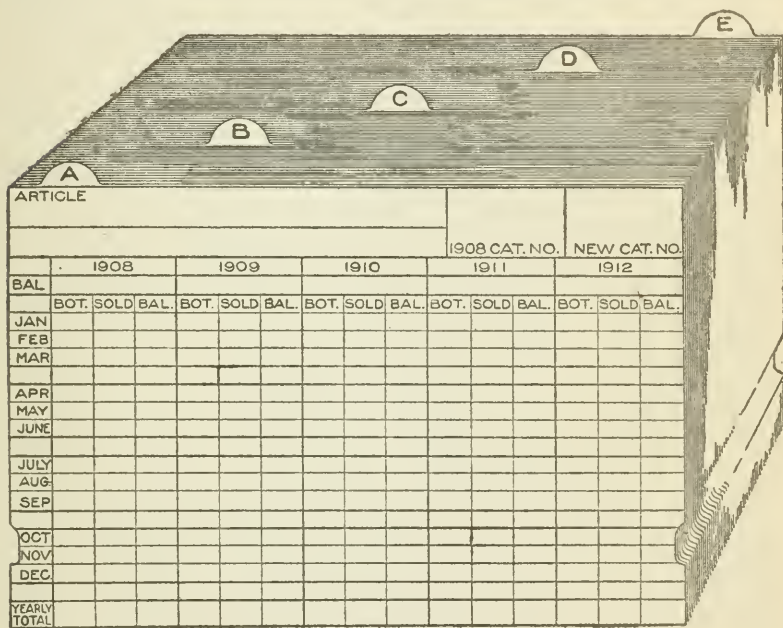 E
D
C
B
A
ARTICLE
1908 CAT. NO. NEW CAT. NO.
1908 1909 1910 1911 1912
BAL
BOT. SOLD BAL. BOT. SOLD BAL. BOT. SOLD BAL. BOT. SOLD BAL. BOT. SOLD BAL.
JAN
FEB
MAR
APR
MAY
JUNE
JULY
AUG
SEP
OCT
NOV
DEC.
YEARLY
TOTAL